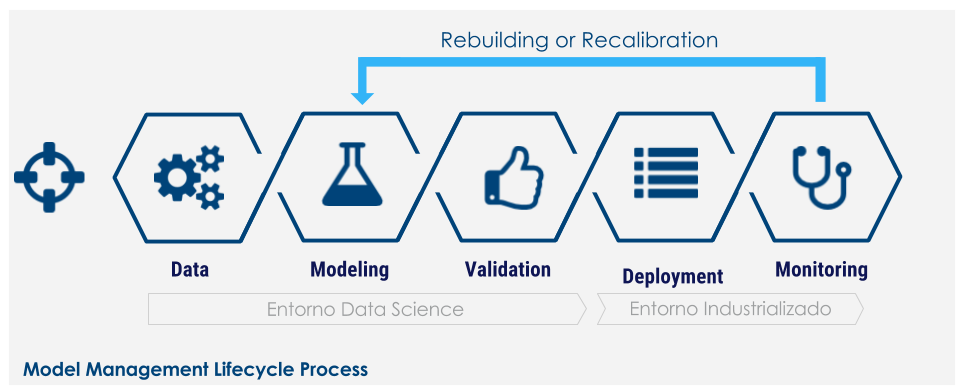 Rebuilding or Recalibration
Data
Modeling
Validation
Deployment
Monitoring
Entorno Data Science
Entorno Industrializado
Model Management Lifecycle Process